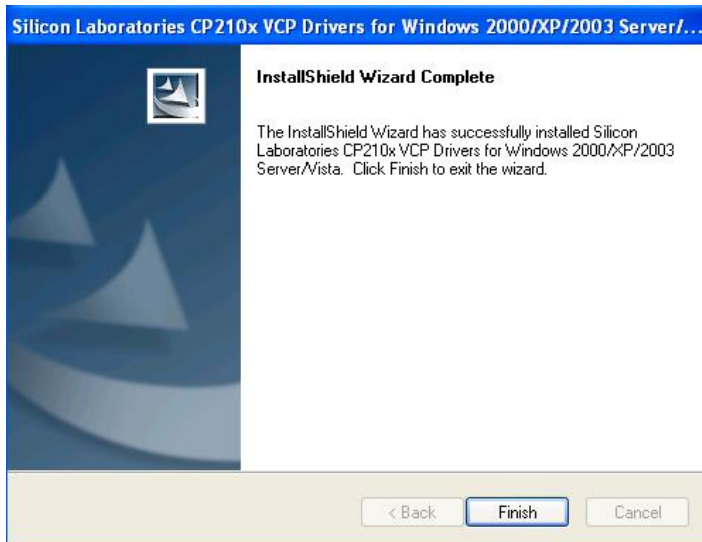 Silicon Laboratories CP210x VCP Drivers for Windows 2000/XP/2003 Server/...
InstallShield Wizard Complete
The InstallShield Wizard has successfully installed Silicon
Laboratories CP210x VCP Drivers for Windows 2000/XP/2003
Server/Vista. Click Finish to exit the wizard.
< Back
Finish
Cancel